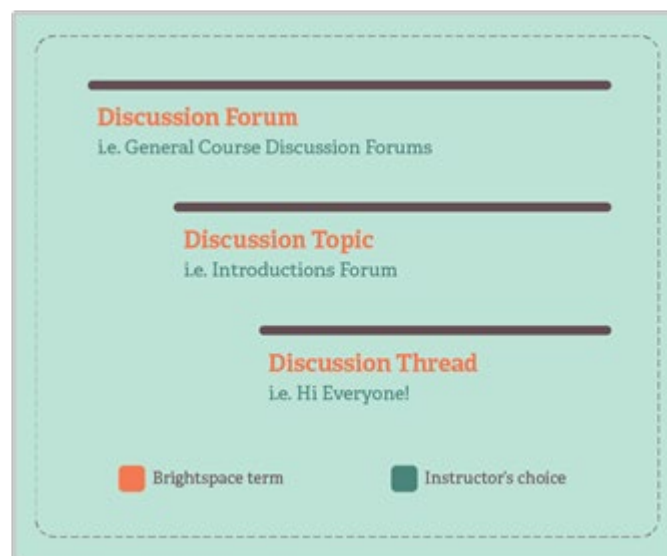 Discussion Forum
i.e. General Course Discussion Forums
Discussion Topic
i.e. Introductions Forum
Discussion Thread
i.e. Hi Everyone!
Brightspace term
Instructor's choice